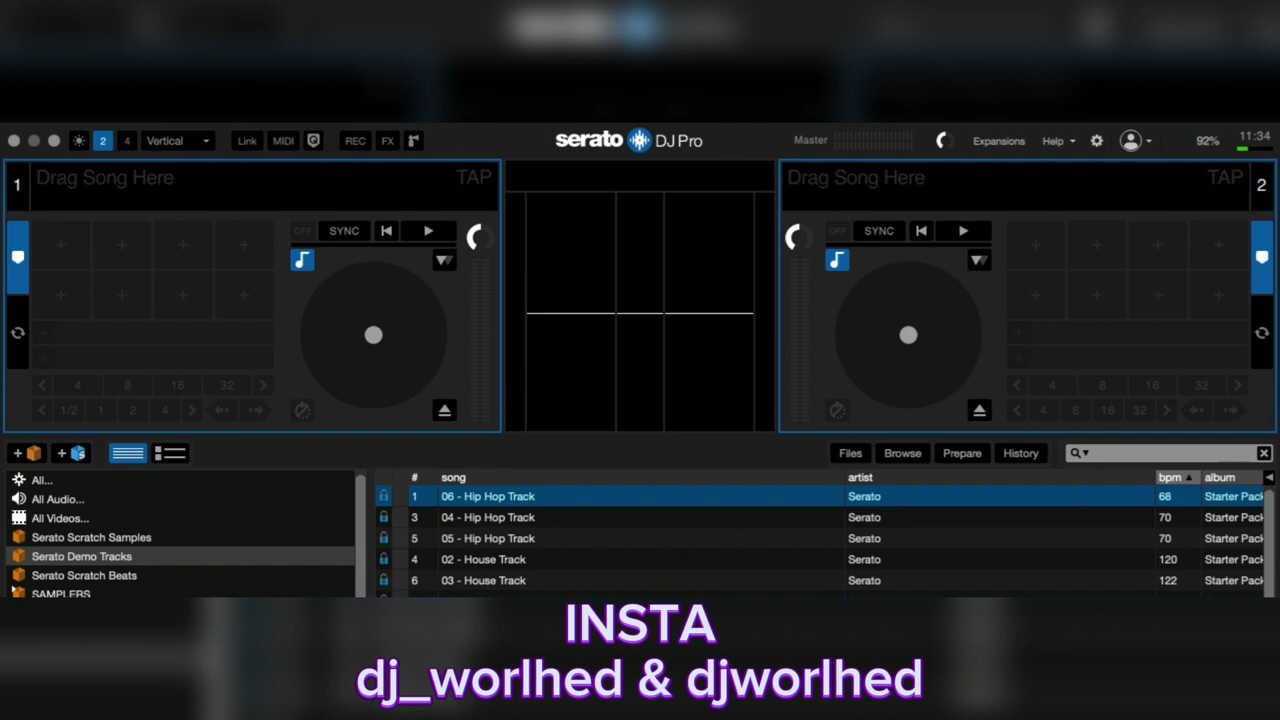 2 4 Vertical Link MIDI REC FX serato DJ Pro Master Expansions Help 92% 11:34
1 Drag Song Here TAP
OFF SYNC
4 8 16 32
1/2 1 2 4
Drag Song Here TAP 2
OFF SYNC
4 8 16 32
4 8 16 32
Files Browse Prepare History
All...
All Audio...
All Videos...
Serato Scratch Samples
Serato Demo Tracks
Serato Scratch Beats
SAMPLERS
# song artist bpm album
1 06 - Hip Hop Track Serato 68 Starter Pack
3 04 - Hip Hop Track Serato 70 Starter Pack
5 05 - Hip Hop Track Serato 70 Starter Pack
4 02 - House Track Serato 120 Starter Pack
6 03 - House Track Serato 122 Starter Pack
INSTA
dj_worlhed & djworlhed